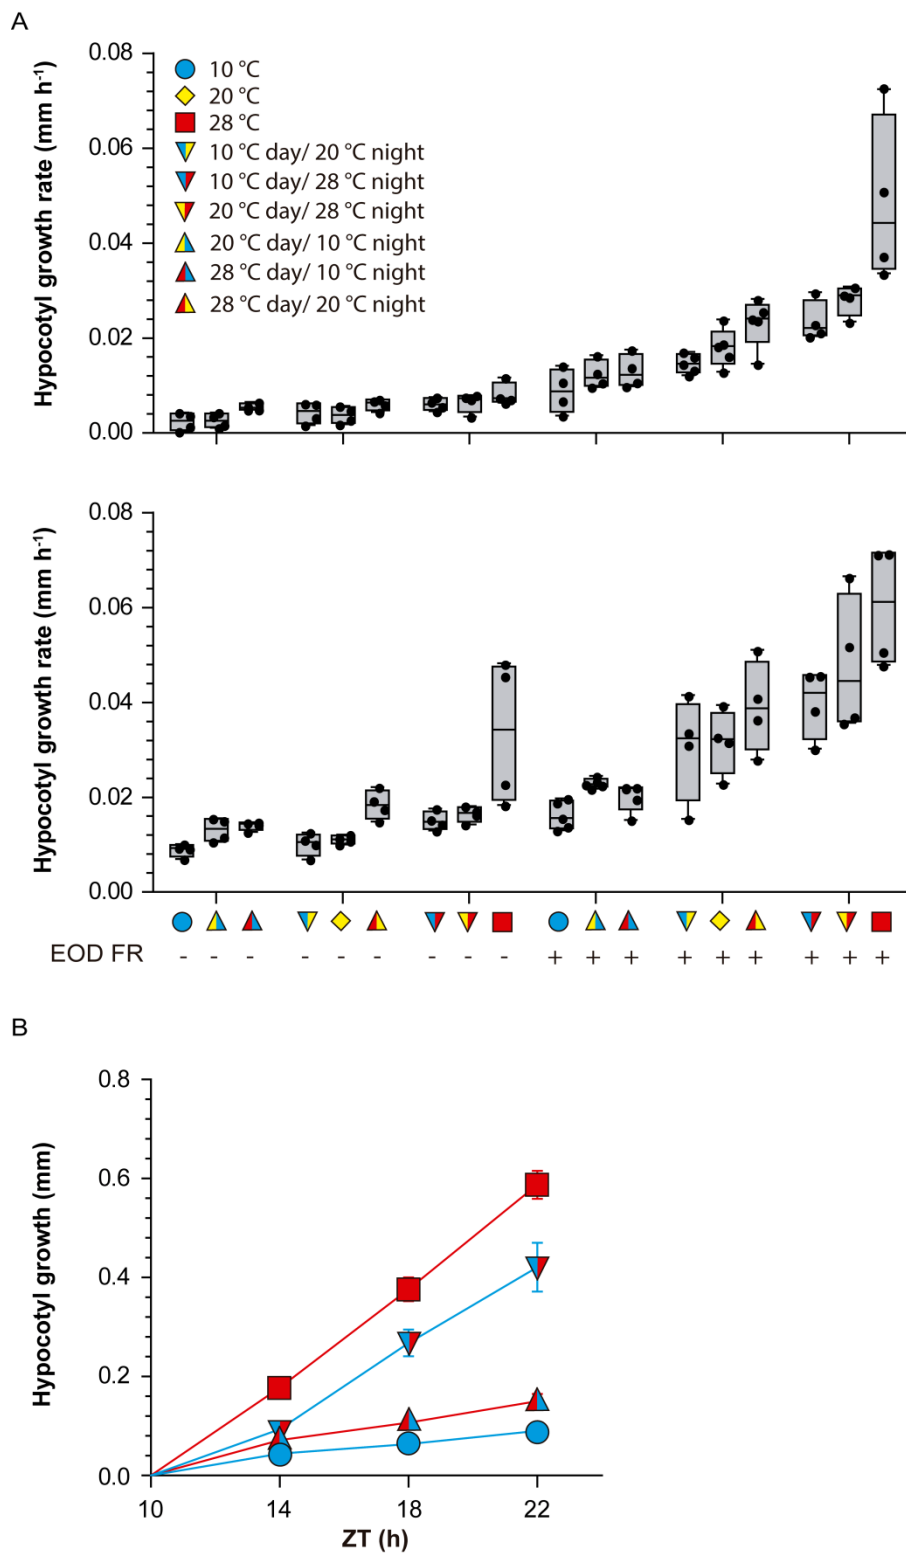 A
Hypocotyl growth rate (mm h⁻¹)
0.08
0.06
0.04
0.02
0.00
10 °C
20 °C
28 °C
10 °C day/ 20 °C night
10 °C day/ 28 °C night
20 °C day/ 28 °C night
20 °C day/ 10 °C night
28 °C day/ 10 °C night
28 °C day/ 20 °C night
Hypocotyl growth rate (mm h⁻¹)
0.08
0.06
0.04
0.02
0.00
EOD FR - - - - - - - - - + + + + + + + + +
B
Hypocotyl growth (mm)
0.8
0.6
0.4
0.2
0.0
10 14 18 22
ZT (h)